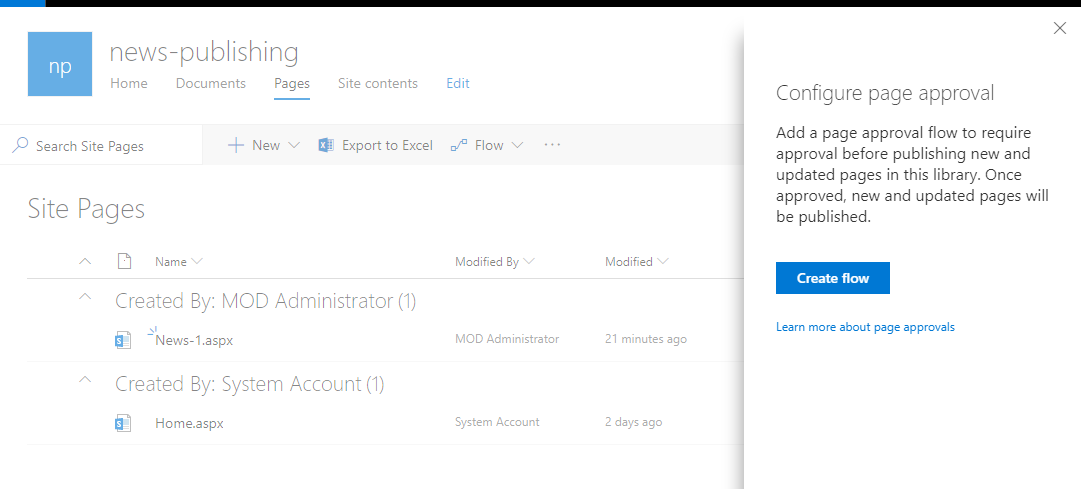 np
news-publishing
Home Documents Pages Site contents Edit
Search Site Pages
New Export to Excel Flow ...
Site Pages
Name Modified By Modified
Created By: MOD Administrator (1)
News-1.aspx MOD Administrator 21 minutes ago
Created By: System Account (1)
Home.aspx System Account 2 days ago
Configure page approval
Add a page approval flow to require
approval before publishing new and
updated pages in this library. Once
approved, new and updated pages will
be published.
Create flow
Learn more about page approvals